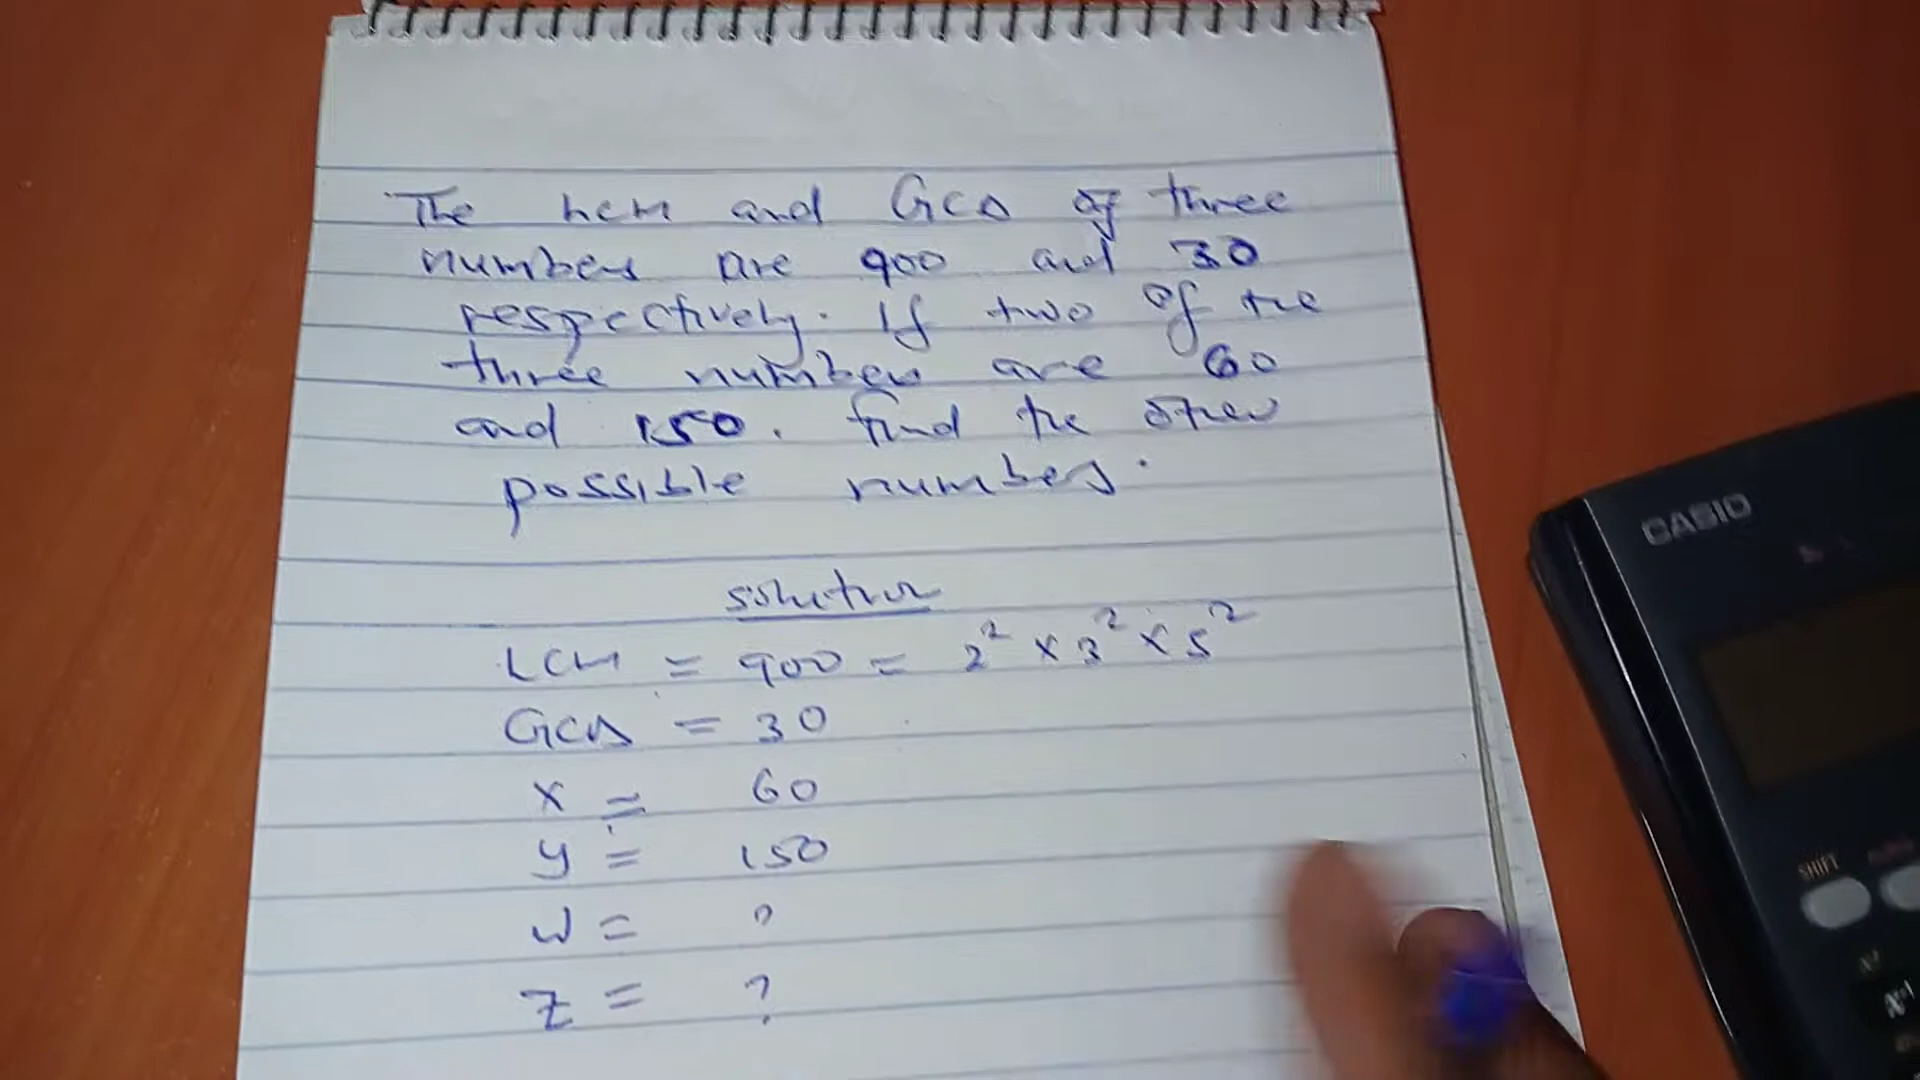 The LCM and GCD of three
numbers are 900 and 30
respectively. If two of the
three numbers are 60
and 150. find the other
possible numbers.
solution
LCM = 900 = 2² x 3² x 5²
GCD = 30
x = 60
y = 150
w = ?
z = ?
CASIO
SHIFT